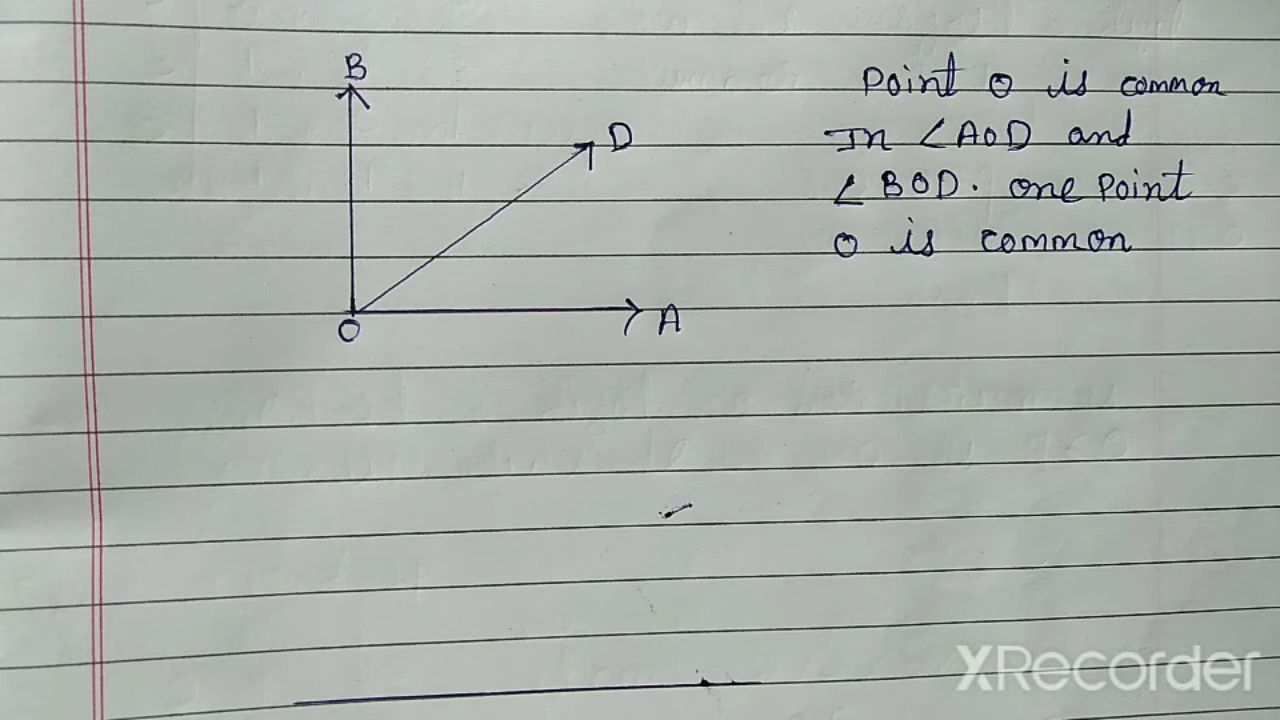 B
D
O
A
Point O is common
In ∠AOD and
∠BOD. one Point
O is common
XRecorder